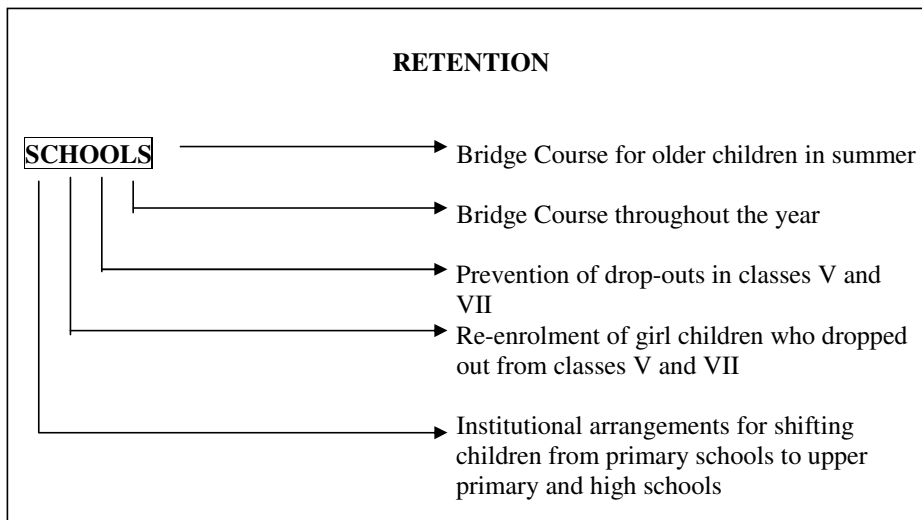 RETENTION
SCHOOLS
Bridge Course for older children in summer
Bridge Course throughout the year
Prevention of drop-outs in classes V and
VII
Re-enrolment of girl children who dropped
out from classes V and VII
Institutional arrangements for shifting
children from primary schools to upper
primary and high schools